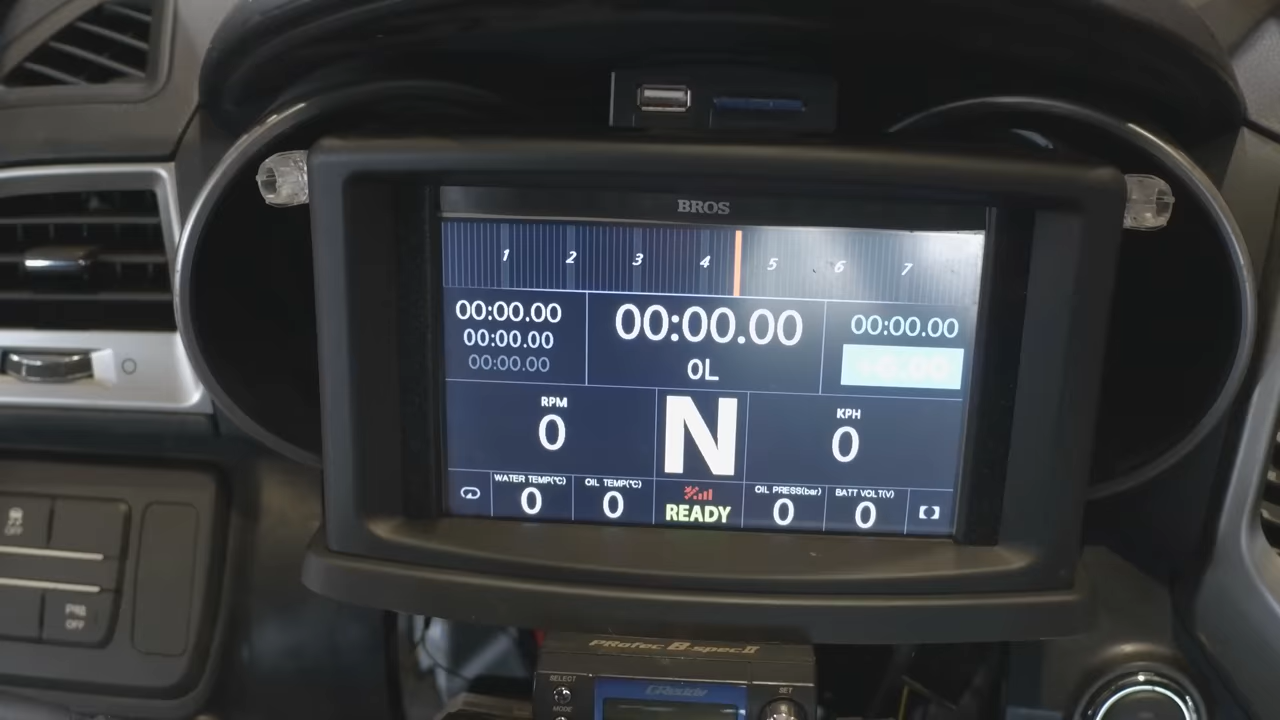 BROS
1 2 3 4 5 6 7
00:00.00 00:00.00 00:00.00
00:00.00
00:00.00 0L
RPM N KPH
0 0
WATER TEMP(℃) OIL TEMP(℃) OIL PRESS(bar) BATT VOLT(V)
0 0 READY 0 0
OFF
OFF
PRofec B spec II
SELECT GReddy SET
MODE